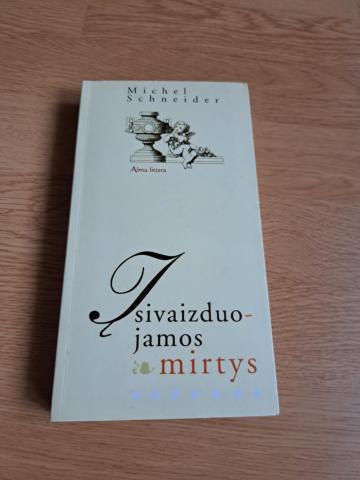 Michel
Schneider
Alma littera
Įsivaizduo-
jamos
mirtys